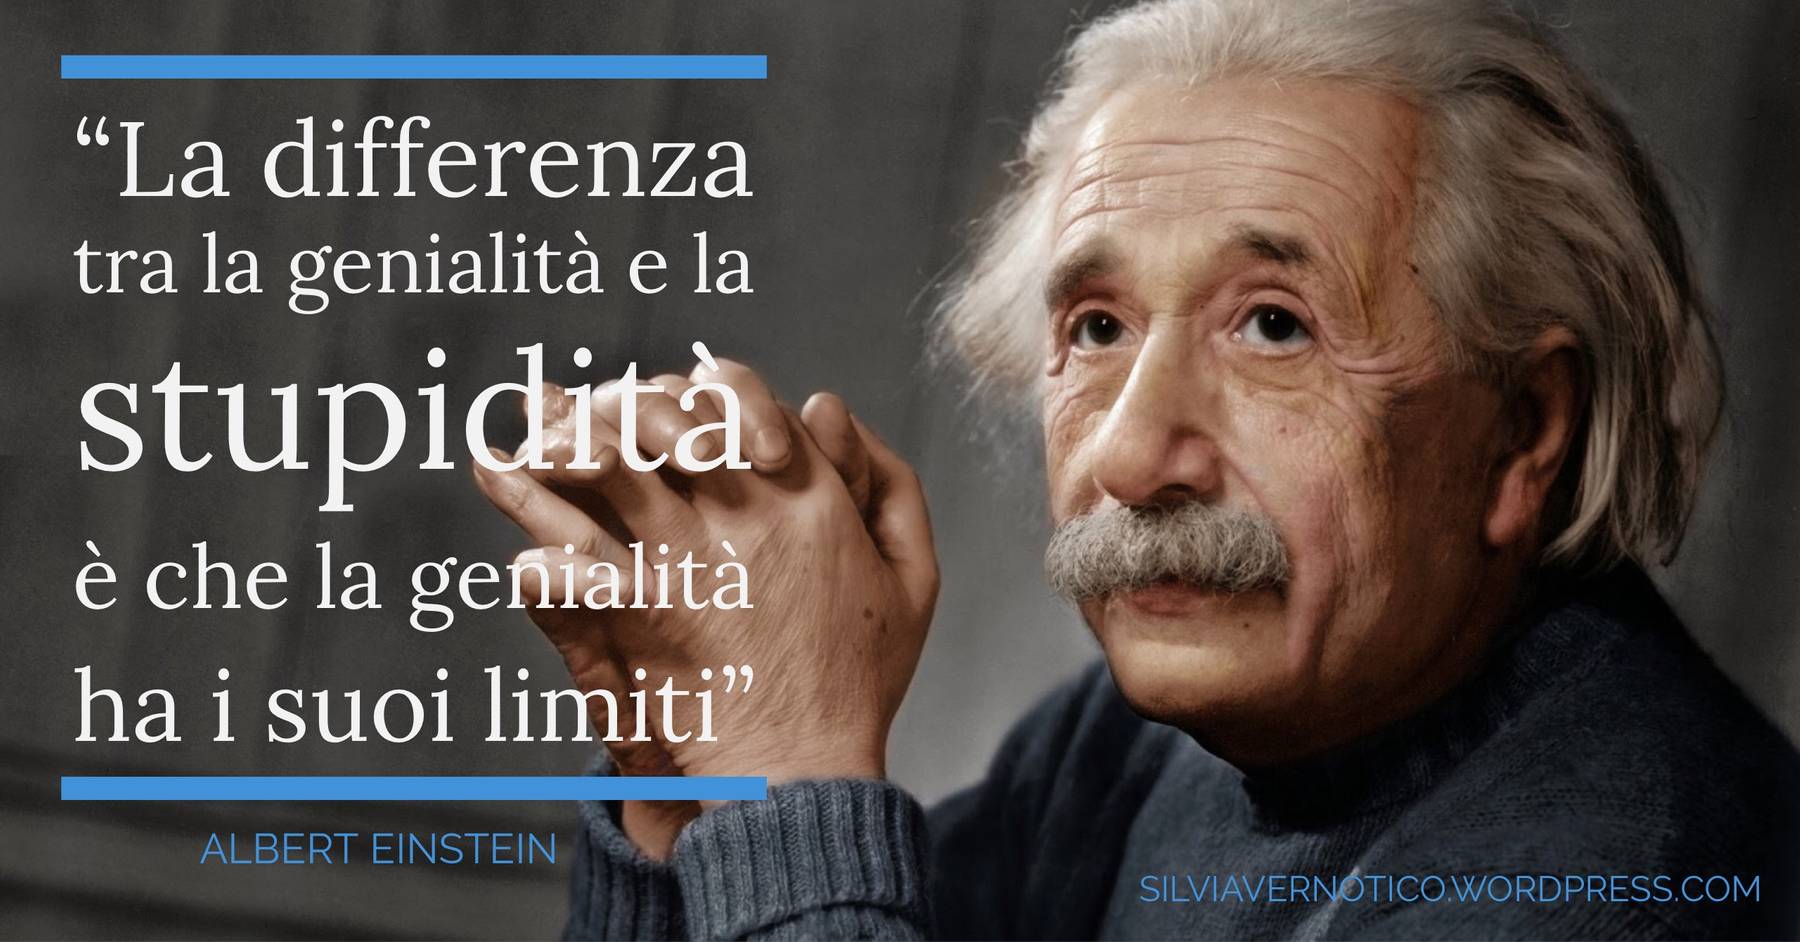 “La differenza
tra la genialità e la
stupidità
è che la genialità
ha i suoi limiti”
ALBERT EINSTEIN
SILVIAVERNOTICO.WORDPRESS.COM